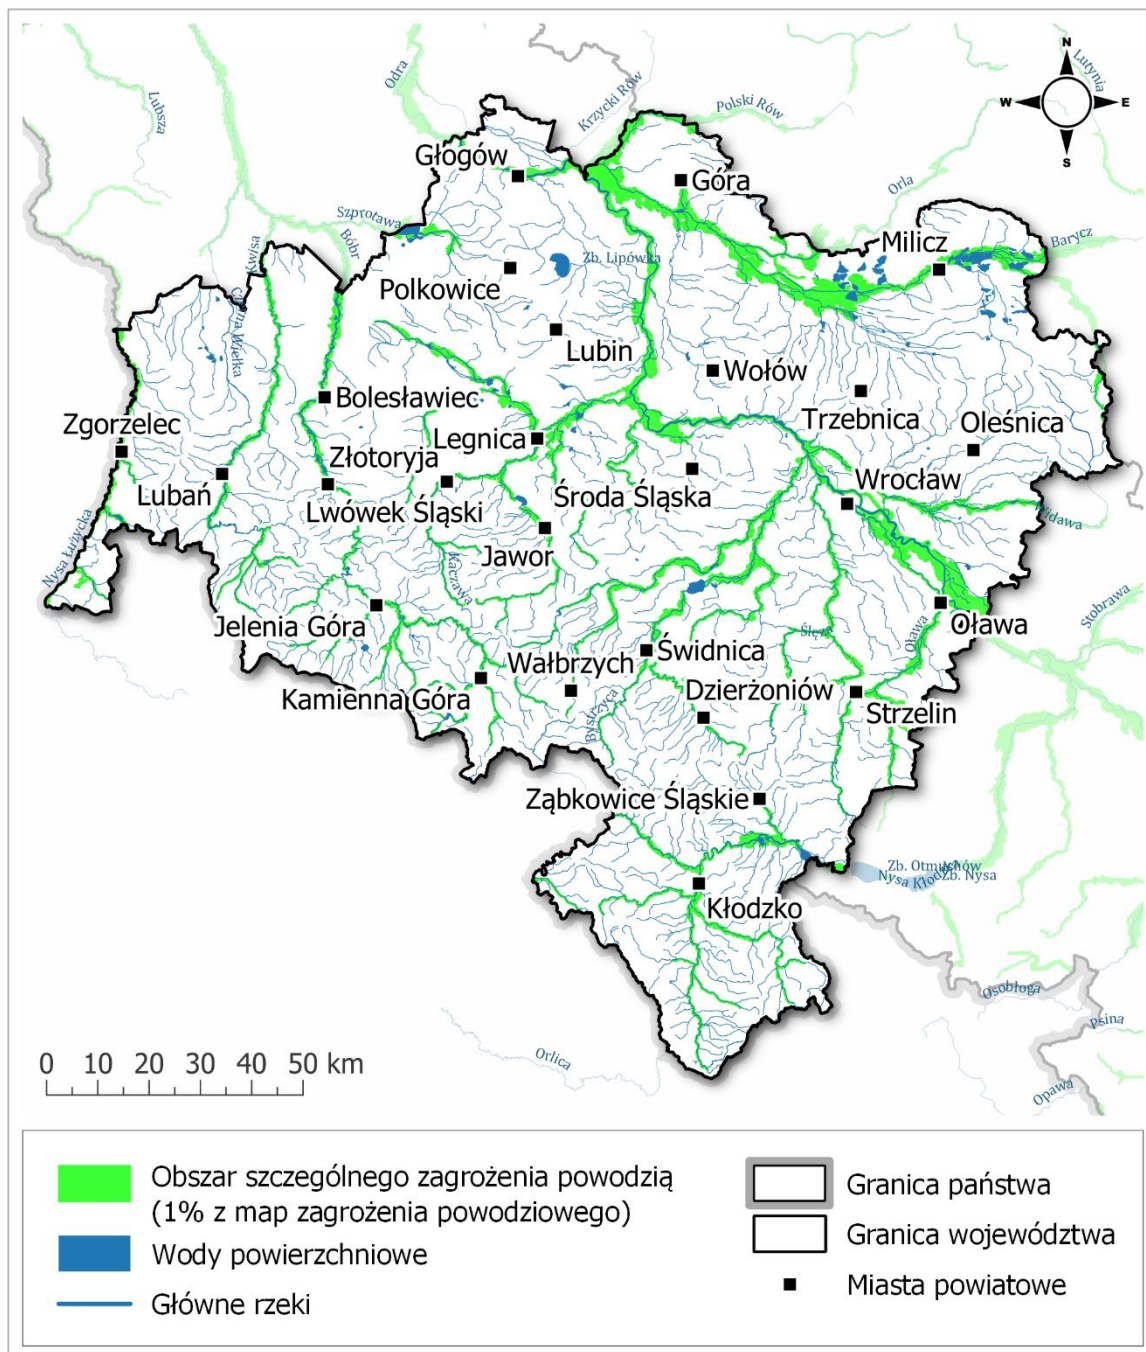 N
W
E
S
Lubsza
Odra
Krzycki Rów
Polski Rów
Lutynia
Głogów
Góra
Orla
Szprotawa
Bóbr
Kwisa
Milicz
Barycz
Zb. Lipówka
Polkowice
Lubin
Wołów
Bolesławiec
Trzebnica
Zgorzelec
Legnica
Oleśnica
Złotoryja
Lubań
Środa Śląska
Wrocław
Lwówek Śląski
Widawa
Jawor
Nysa Łużycka
Kaczawa
Stobrawa
Jelenia Góra
Ślęza
Oława
Oława
Wałbrzych
Świdnica
Kamienna Góra
Dzierżoniów
Strzelin
Bystrzyca
Ząbkowice Śląskie
Zb. Otmuchów
Nysa Kłodzka
Zb. Nysa
Kłodzko
Osobłoga
Psina
Orlica
Opawa
0 10 20 30 50 km
Obszar szczególnego zagrożenia powodzią
(1% z map zagrożenia powodziowego)
Wody powierzchniowe
Główne rzeki
Granica państwa
Granica województwa
Miasta powiatowe